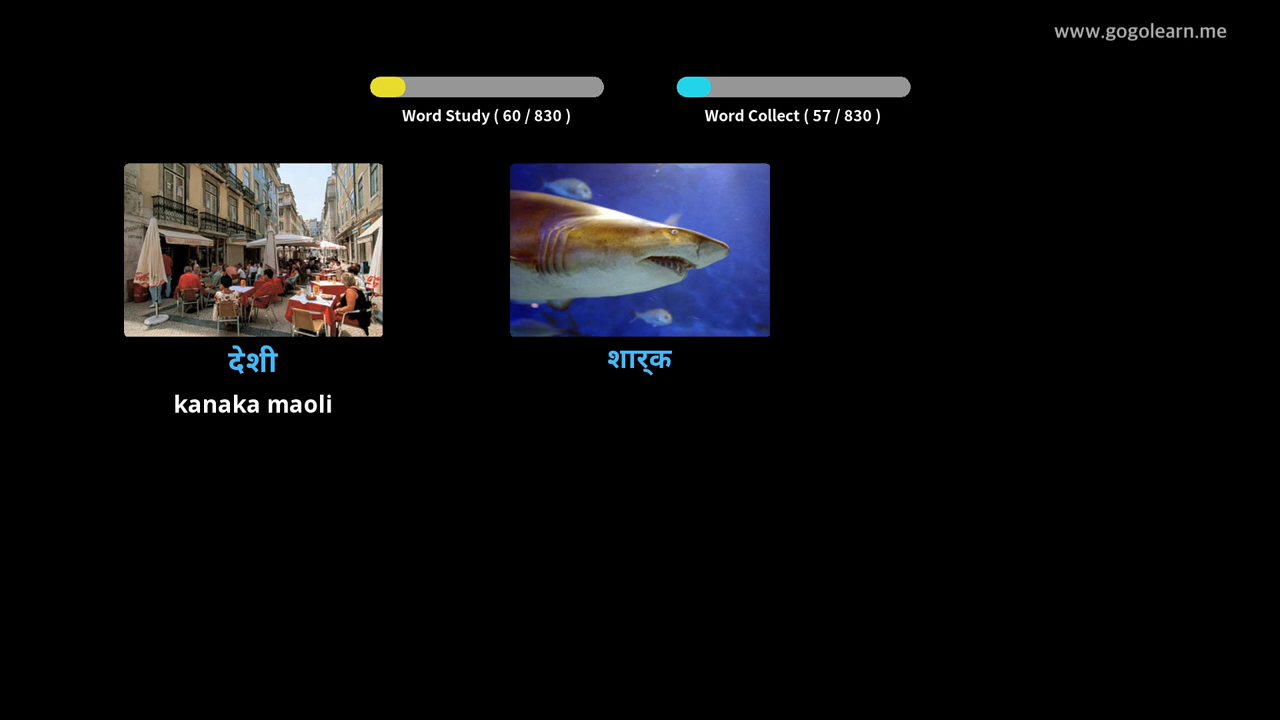 www.gogolearn.me
Word Study ( 60 / 830 )
Word Collect ( 57 / 830 )
देशी
शार्क
kanaka maoli